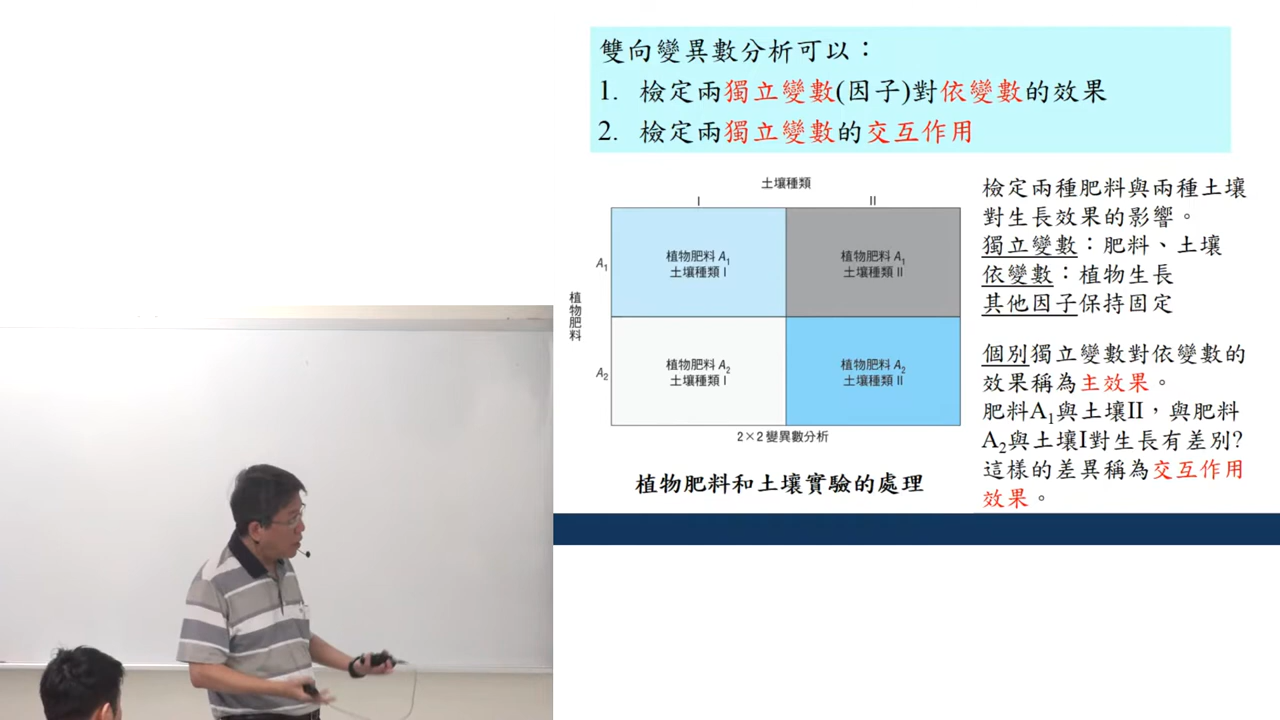 雙向變異數分析可以：
1. 檢定兩獨立變數(因子)對依變數的效果
2. 檢定兩獨立變數的交互作用
土壤種類
I II
植物肥料
A1
植物肥料 A1
土壤種類 I
植物肥料 A1
土壤種類 II
A2
植物肥料 A2
土壤種類 I
植物肥料 A2
土壤種類 II
2×2 變異數分析
植物肥料和土壤實驗的處理
檢定兩種肥料與兩種土壤
對生長效果的影響。
獨立變數：肥料、土壤
依變數：植物生長
其他因子保持固定
個別獨立變數對依變數的
效果稱為主效果。
肥料A1與土壤II，與肥料
A2與土壤I對生長有差別?
這樣的差異稱為交互作用
效果。